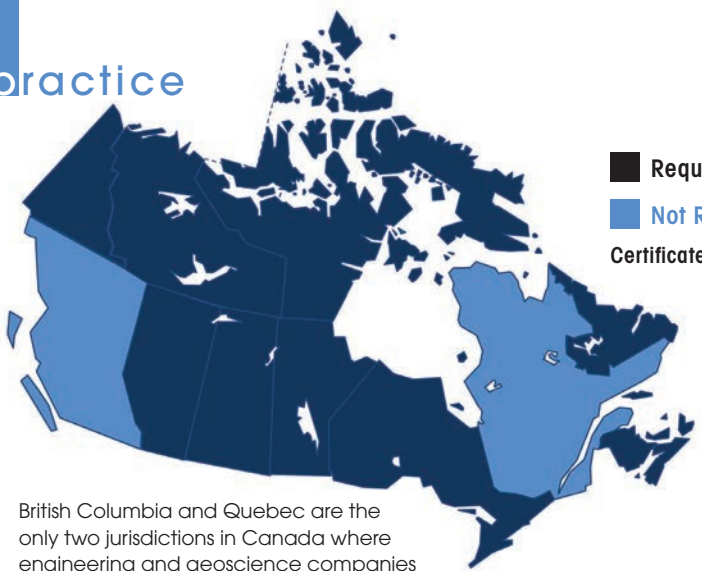 practice
Requ
Not R
Certificate
British Columbia and Quebec are the
only two jurisdictions in Canada where
engineering and geoscience companies